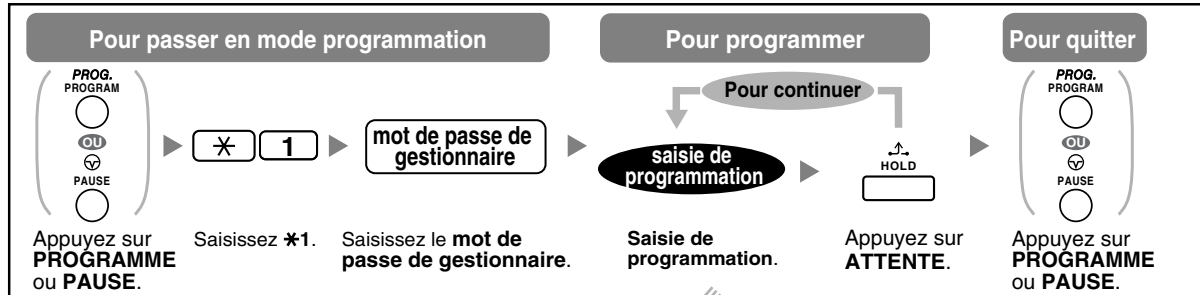 Pour passer en mode programmation
Pour programmer
Pour quitter
PROG.
PROGRAM
OU
PAUSE
* 1
mot de passe de
gestionnaire
Pour continuer
saisie de
programmation
HOLD
PROG.
PROGRAM
OU
PAUSE
Appuyez sur
PROGRAMME
ou PAUSE.
Saisissez *1.
Saisissez le mot de
passe de gestionnaire.
Saisie de
programmation.
Appuyez sur
ATTENTE.
Appuyez sur
PROGRAMME
ou PAUSE.